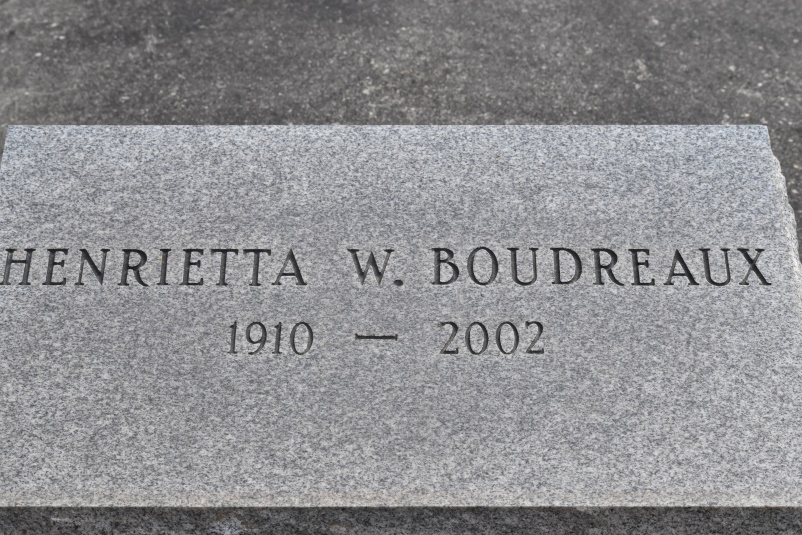 HENRIETTA W. BOUDREAUX
1910 — 2002